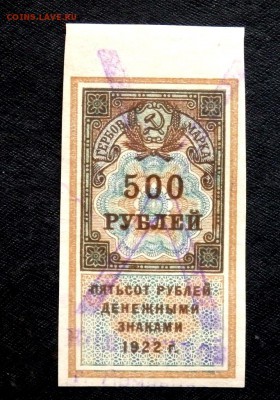 COINS.LAVE.RU
ГЕРБОВ. МАРКА
500
РУБЛЕЙ
ПЯТЬСОТ РУБЛЕЙ
ДЕНЕЖНЫМИ
ЗНАКАМИ
1922 г.